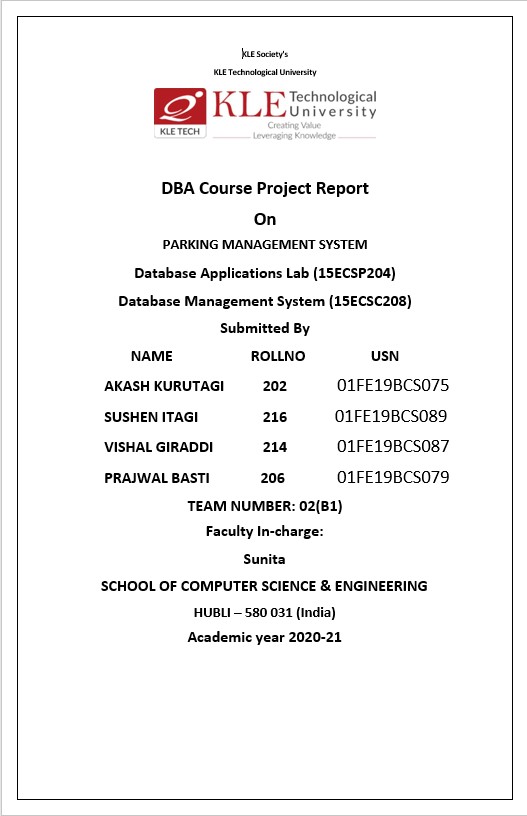 KLE Society's
KLE Technological University
KLE Technological
University
Creating Value
Leveraging Knowledge
KLE TECH
DBA Course Project Report
On
PARKING MANAGEMENT SYSTEM
Database Applications Lab (15ECSP204)
Database Management System (15ECSC208)
Submitted By
NAME ROLLNO USN
AKASH KURUTAGI 202 01FE19BCS075
SUSHEN ITAGI 216 01FE19BCS089
VISHAL GIRADDI 214 01FE19BCS087
PRAJWAL BASTI 206 01FE19BCS079
TEAM NUMBER: 02(B1)
Faculty In-charge:
Sunita
SCHOOL OF COMPUTER SCIENCE & ENGINEERING
HUBLI – 580 031 (India)
Academic year 2020-21